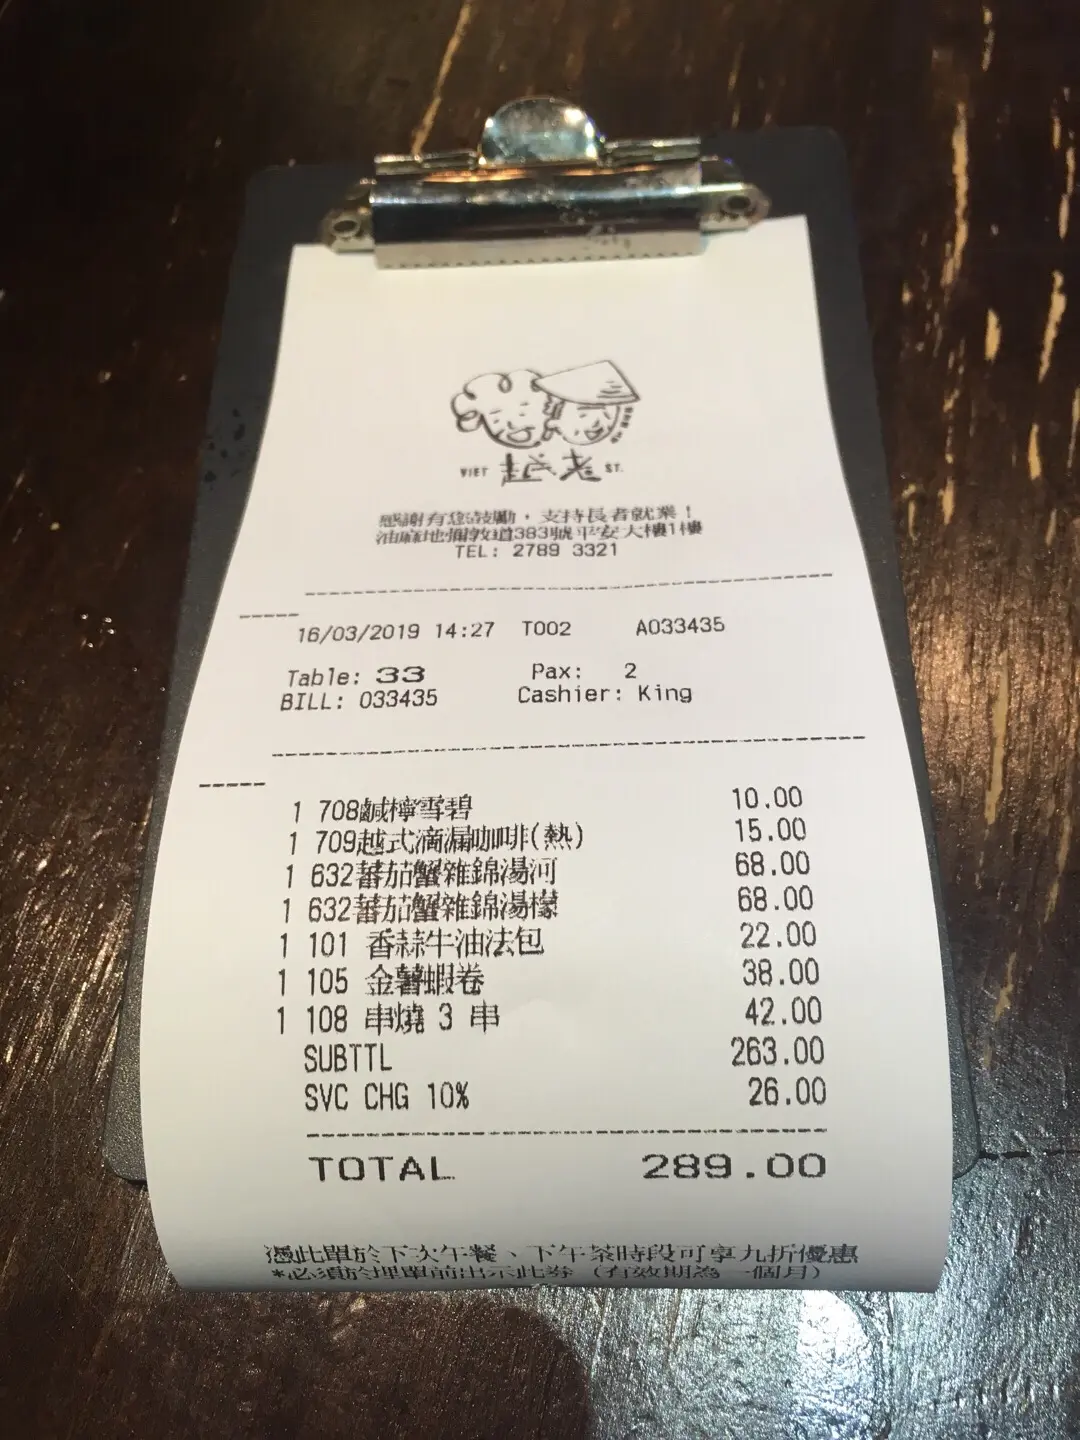 VIET 越老 ST.
感謝有您鼓勵，支持長者就業！
油麻地彌敦道383號平安大樓1樓
TEL: 2789 3321
16/03/2019 14:27 T002 A033435
Table: 33 Pax: 2
BILL: 033435 Cashier: King
1 708鹹檸雪碧 10.00
1 709越式滴漏咖啡(熱) 15.00
1 632蕃茄蟹雜錦湯河 68.00
1 632蕃茄蟹雜錦湯檬 68.00
1 101 香蒜牛油法包 22.00
1 105 金薯蝦卷 38.00
1 108 串燒 3 串 42.00
SUBTTL 263.00
SVC CHG 10% 26.00
TOTAL 289.00
憑此單於下次午餐、下午茶時段可享九折優惠
*必須於埋單前出示此券 (有效期為一個月)